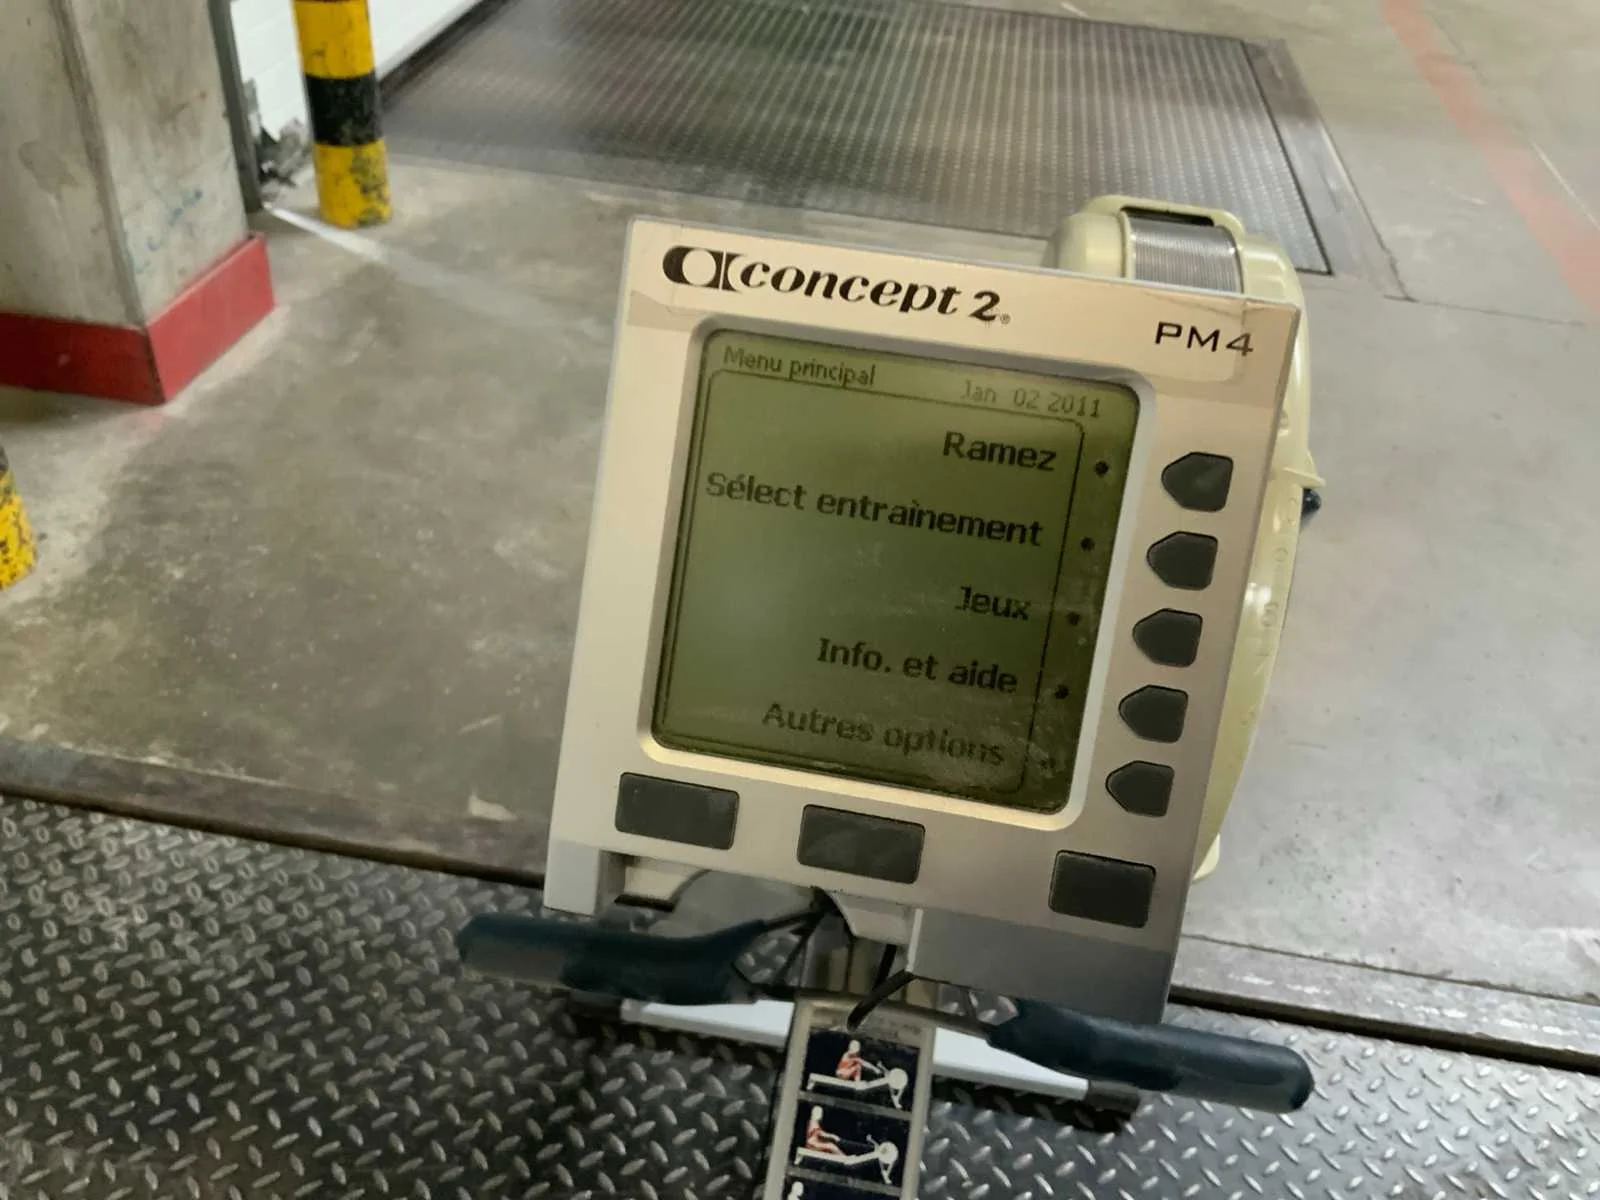 concept 2®
PM4
Menu principal
Jan 02 2011
Ramez
Sélect entraînement
Jeux
Info. et aide
Autres options